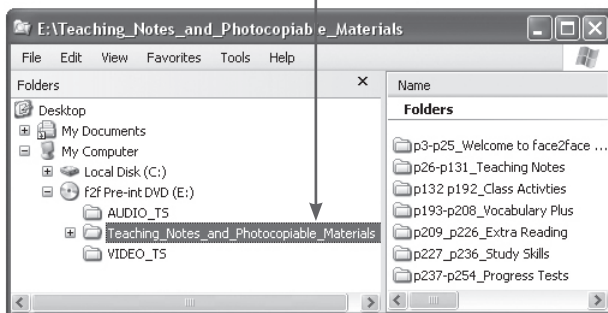 E:\Teaching_Notes_and_Photocopiable_Materials
File Edit View Favorites Tools Help
Folders
Desktop
My Documents
My Computer
Local Disk (C:)
f2f Pre-int DVD (E:)
AUDIO_TS
Teaching_Notes_and_Photocopiable_Materials
VIDEO_TS
Name
Folders
p3-p25_Welcome to face2face ...
p26-p131_Teaching Notes
p132 p192_Class Activties
p193-p208_Vocabulary Plus
p209_p226_Extra Reading
p227_p236_Study Skills
p237-p254_Progress Tests